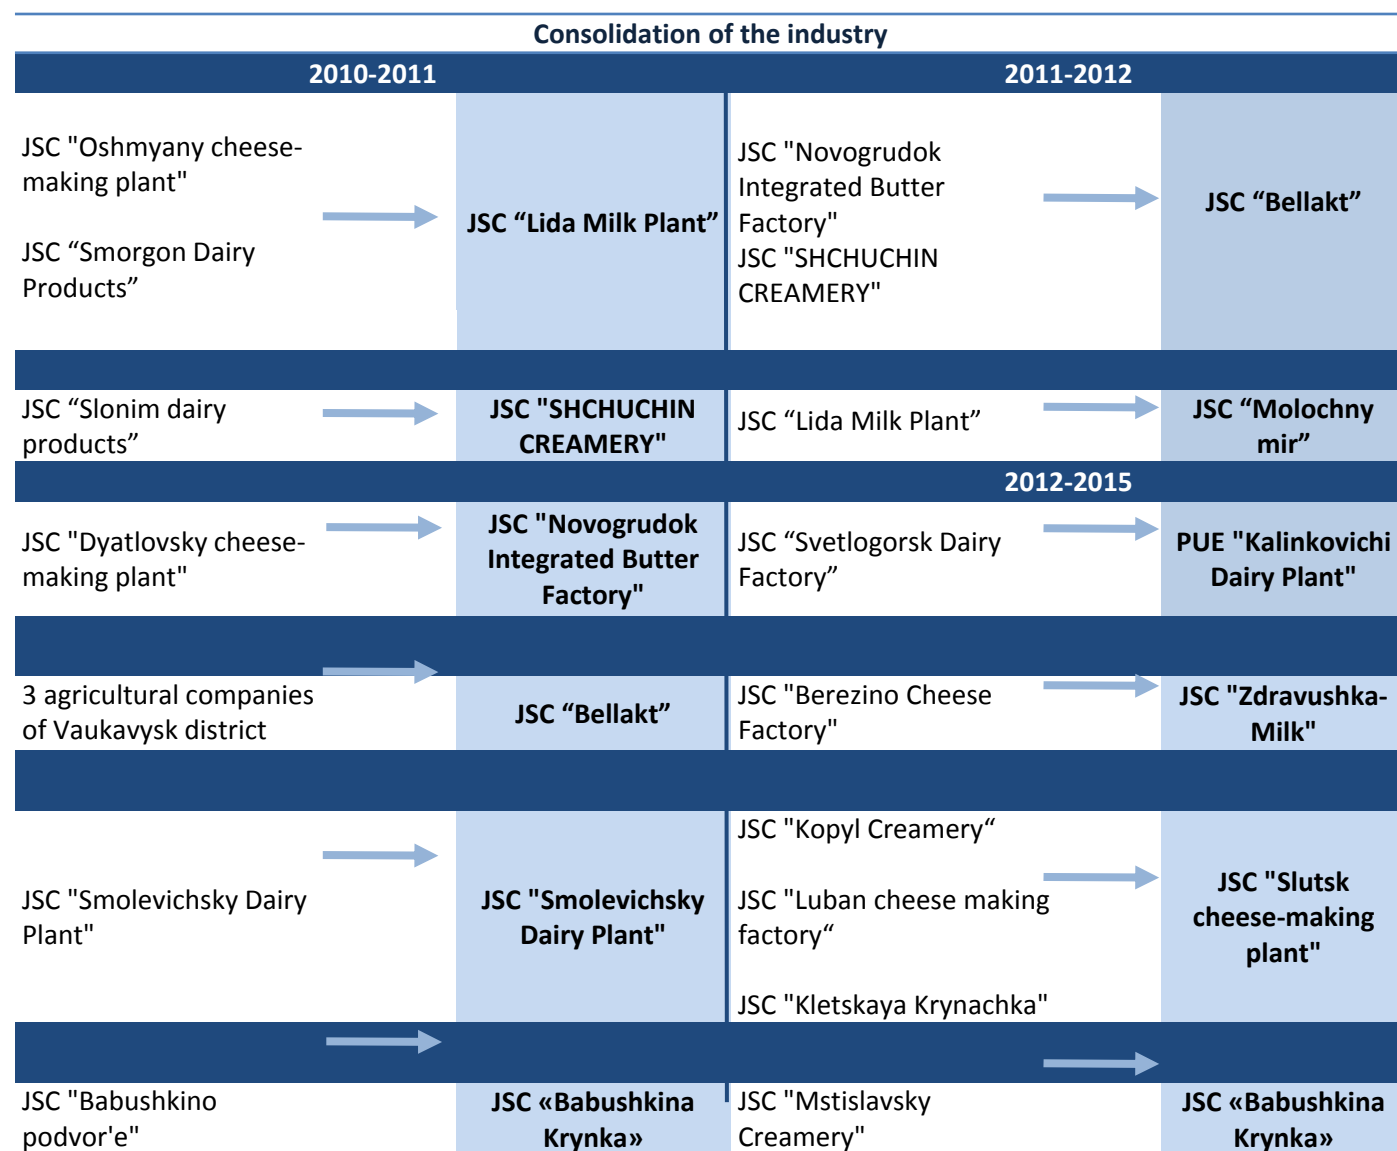 Consolidation of the industry
2010-2011
2011-2012
JSC "Oshmyany cheese-
making plant"
JSC “Smorgon Dairy
Products”
JSC “Lida Milk Plant”
JSC "Novogrudok
Integrated Butter
Factory"
JSC "SHCHUCHIN
CREAMERY"
JSC “Bellakt”
JSC “Slonim dairy
products”
JSC "SHCHUCHIN
CREAMERY"
JSC “Lida Milk Plant”
JSC “Molochny
mir”
2012-2015
JSC "Dyatlovsky cheese-
making plant"
JSC "Novogrudok
Integrated Butter
Factory"
JSC “Svetlogorsk Dairy
Factory”
PUE "Kalinkovichi
Dairy Plant"
3 agricultural companies
of Vaukavysk district
JSC “Bellakt”
JSC "Berezino Cheese
Factory"
JSC "Zdravushka-
Milk"
JSC "Smolevichsky Dairy
Plant"
JSC "Smolevichsky
Dairy Plant"
JSC "Kopyl Creamery“
JSC "Luban cheese making
factory“
JSC "Kletskaya Krynachka"
JSC "Slutsk
cheese-making
plant"
JSC "Babushkino
podvor'e"
JSC «Babushkina
Krynka»
JSC "Mstislavsky
Creamery"
JSC «Babushkina
Krynka»